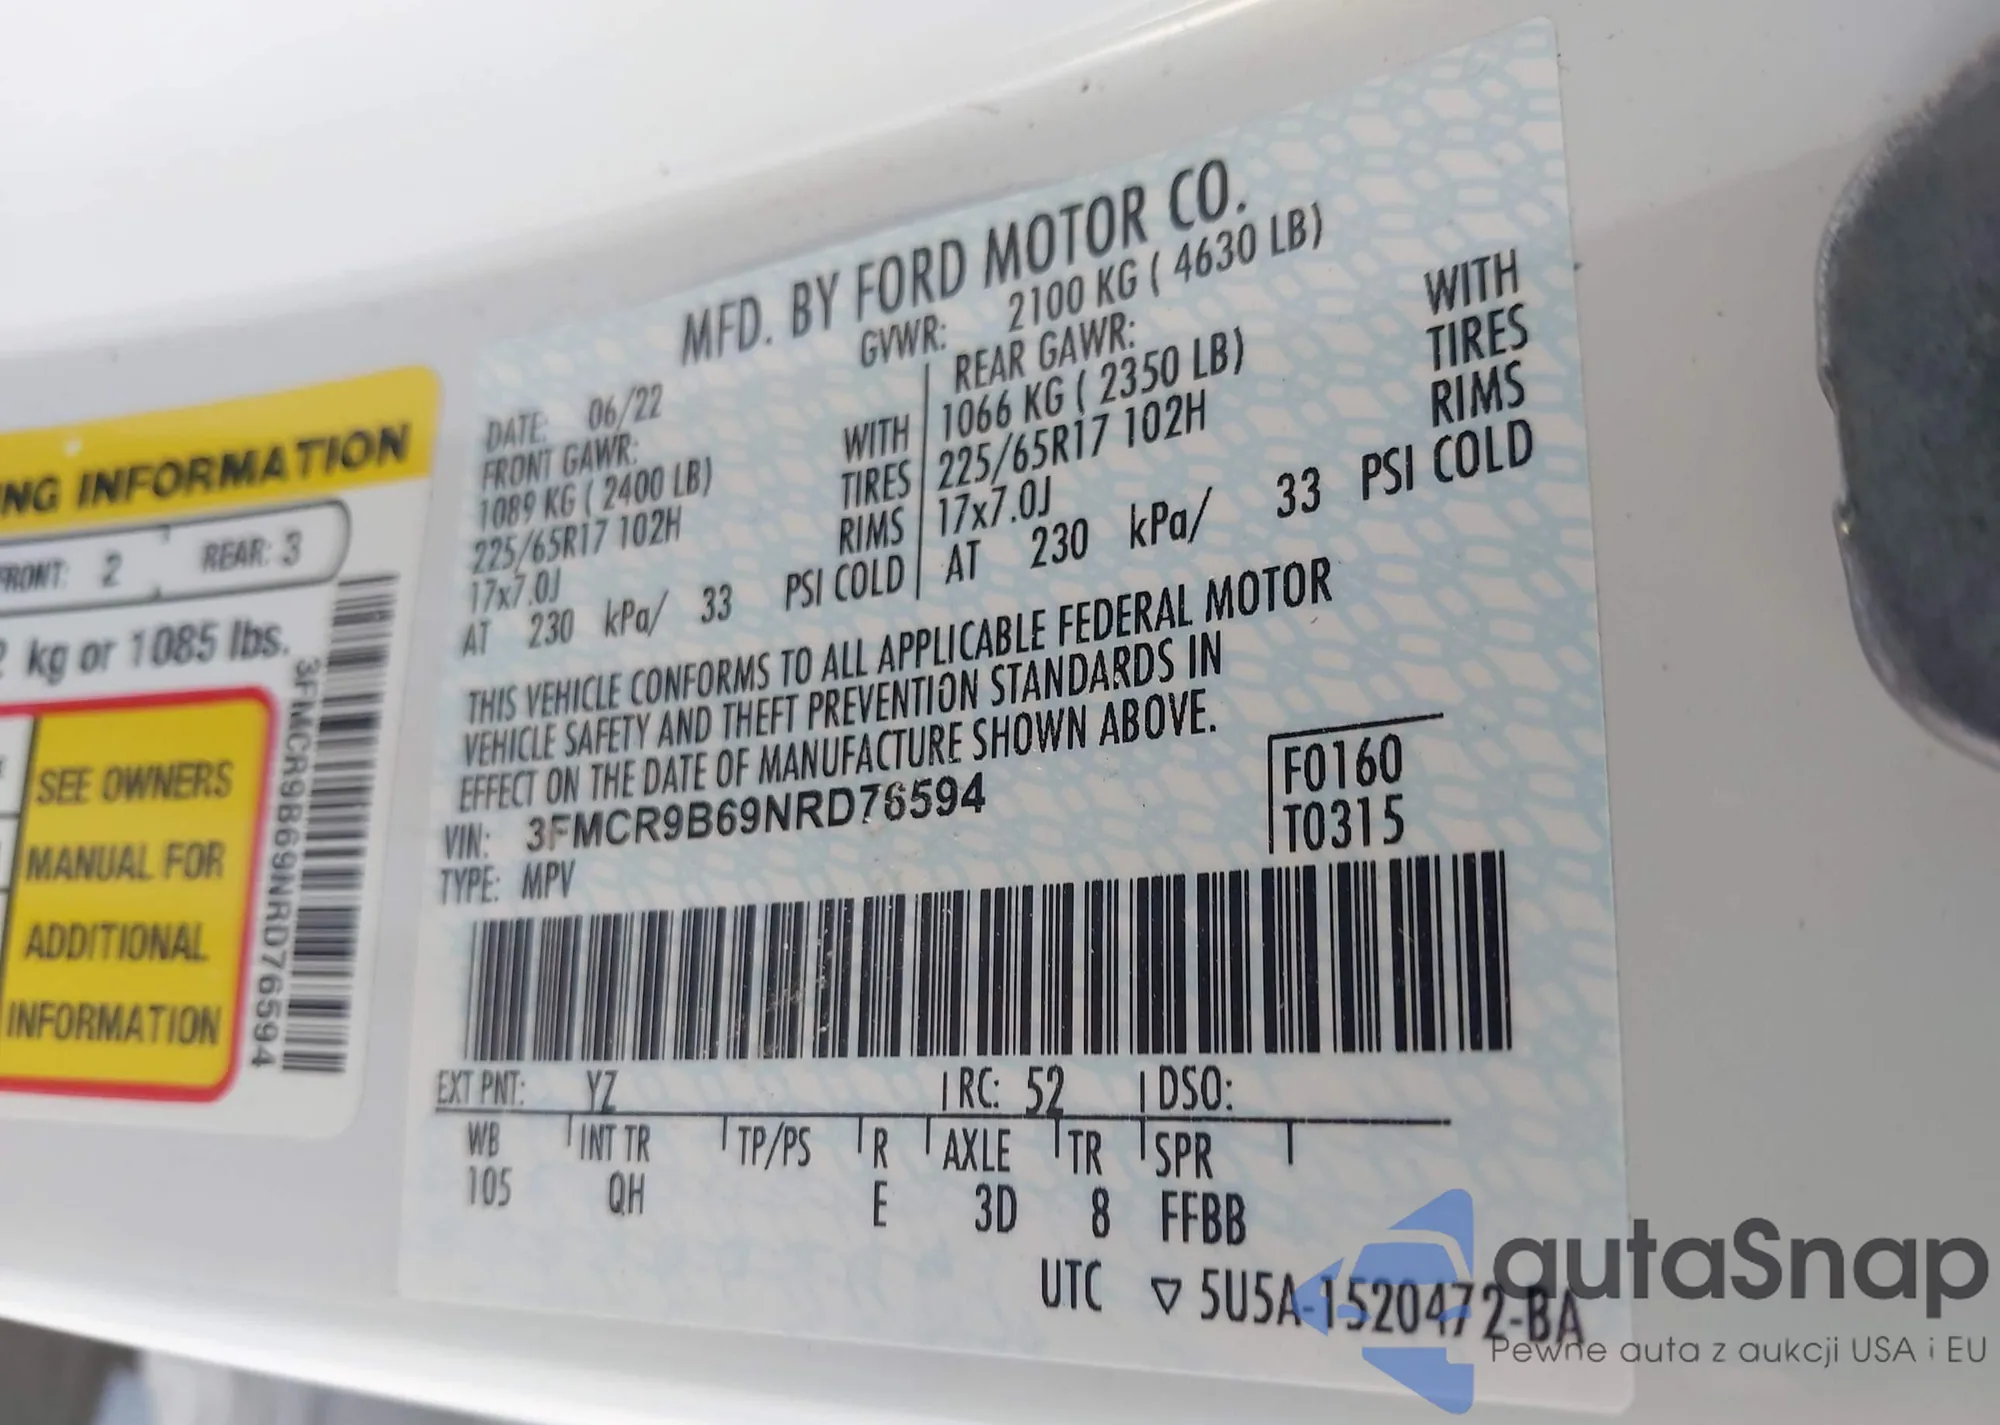 MFD. BY FORD MOTOR CO.
DATE: 06/22 GVWR: 2100 KG ( 4630 LB)
FRONT GAWR: REAR GAWR:
1089 KG ( 2400 LB) WITH 1066 KG ( 2350 LB) WITH
225/65R17 102H TIRES 225/65R17 102H TIRES
17x7.0J RIMS 17x7.0J RIMS
AT 230 kPa/ 33 PSI COLD AT 230 kPa/ 33 PSI COLD
THIS VEHICLE CONFORMS TO ALL APPLICABLE FEDERAL MOTOR
VEHICLE SAFETY AND THEFT PREVENTION STANDARDS IN
EFFECT ON THE DATE OF MANUFACTURE SHOWN ABOVE.
VIN: 3FMCR9B69NRD76594 F0160
TYPE: MPV T0315
EXT PNT: YZ RC: 52 DSO:
WB INT TR TP/PS R AXLE TR SPR
105 QH E 3D 8 FFBB
UTC ▽ 5U5A-1520472-BA
NG INFORMATION
FRONT: 2 REAR: 3
kg or 1085 lbs.
SEE OWNERS
MANUAL FOR
ADDITIONAL
INFORMATION
3FMCR9B69NRD76594
autaSnap
Pewne auta z aukcji USA i EU